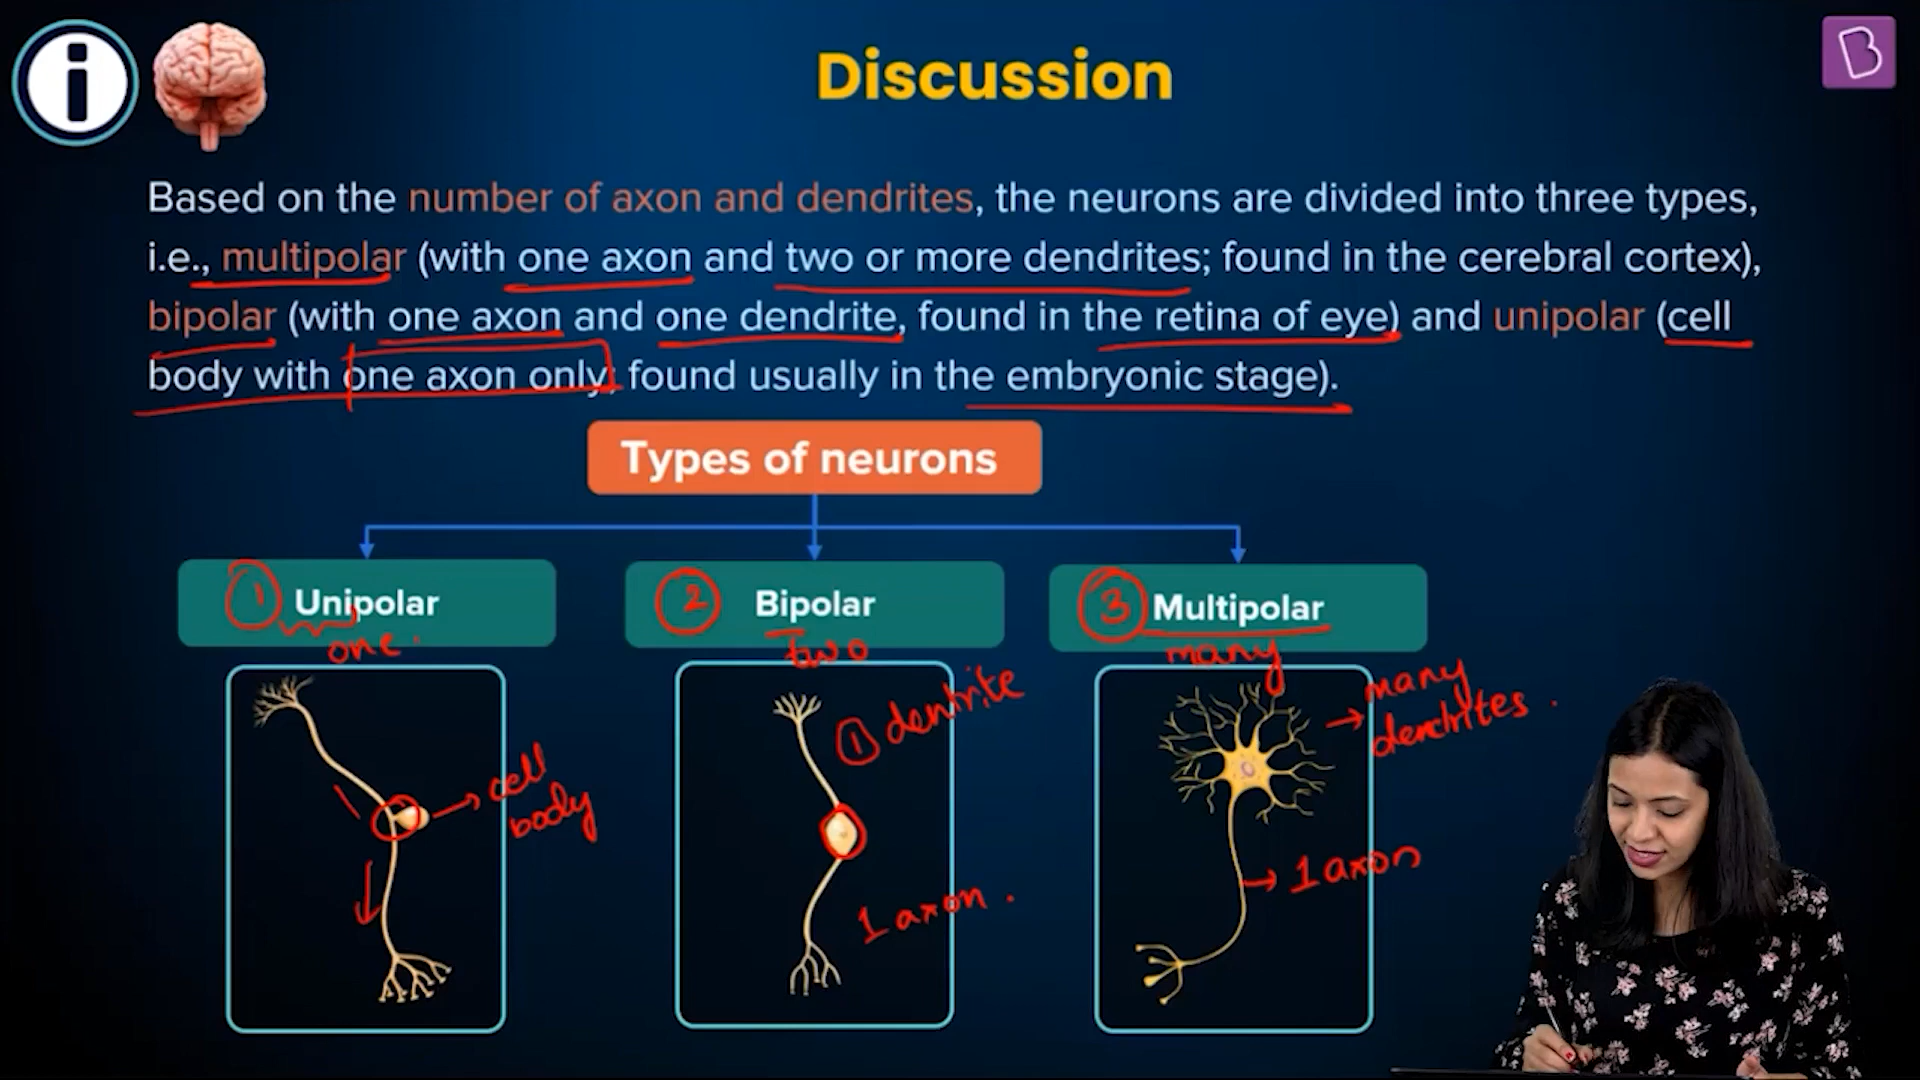 Discussion
Based on the number of axon and dendrites, the neurons are divided into three types,
i.e., multipolar (with one axon and two or more dendrites; found in the cerebral cortex),
bipolar (with one axon and one dendrite, found in the retina of eye) and unipolar (cell
body with one axon only, found usually in the embryonic stage).
Types of neurons
① Unipolar
one.
② Bipolar
Two
③ Multipolar
many
cell
body
① dendrite
1 axon.
many
dendrites.
1 axon
B